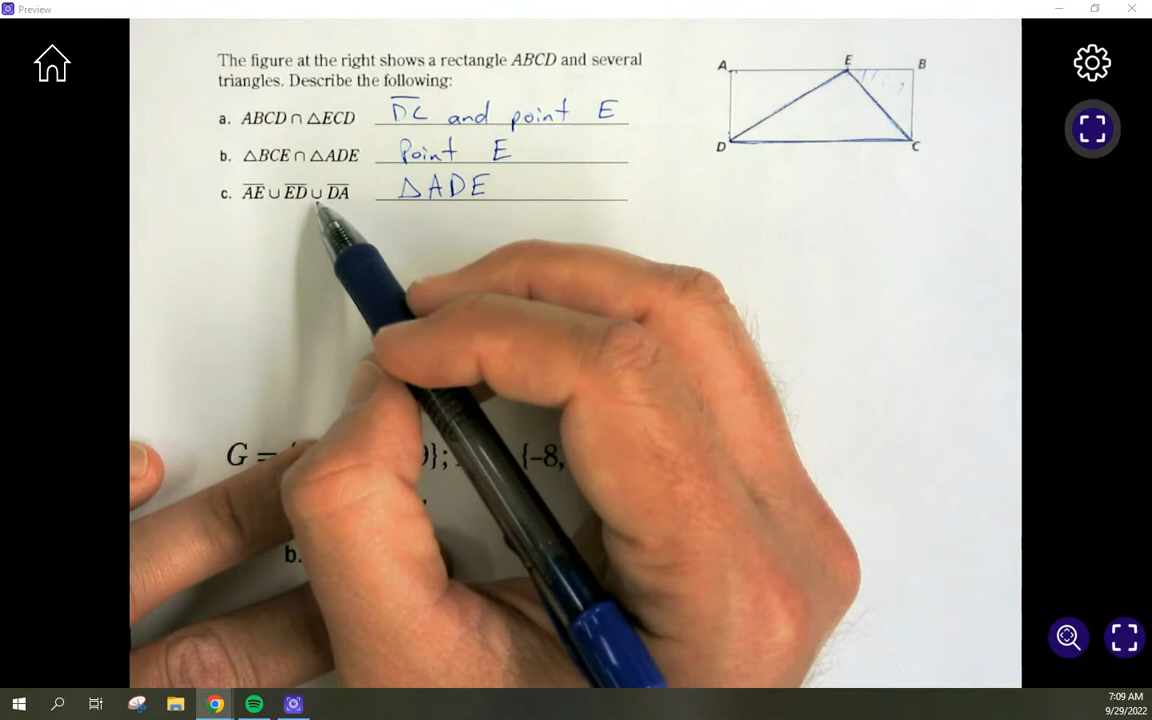 Preview
The figure at the right shows a rectangle ABCD and several
triangles. Describe the following:
a. ABCD ∩ △ECD D̅C̅ and point E
b. △BCE ∩ △ADE Point E
c. A̅E̅ ∪ E̅D̅ ∪ D̅A̅ △ADE
A E B
D C
G = { 9}; {–8,
b.
7:09 AM
9/29/2022